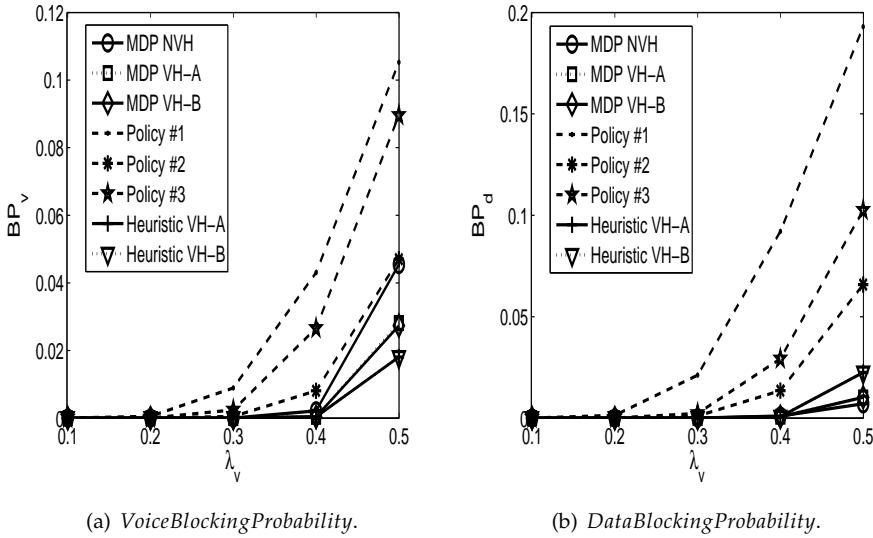 0.12
0.1
0.08
0.06
0.04
0.02
0
BP_v
MDP NVH
MDP VH−A
MDP VH−B
Policy #1
Policy #2
Policy #3
Heuristic VH−A
Heuristic VH−B
0.1 0.2 0.3 0.4 0.5
λ_v
(a) VoiceBlockingProbability.
0.2
0.15
0.1
0.05
0
BP_d
MDP NVH
MDP VH−A
MDP VH−B
Policy #1
Policy #2
Policy #3
Heuristic VH−A
Heuristic VH−B
0.1 0.2 0.3 0.4 0.5
λ_v
(b) DataBlockingProbability.